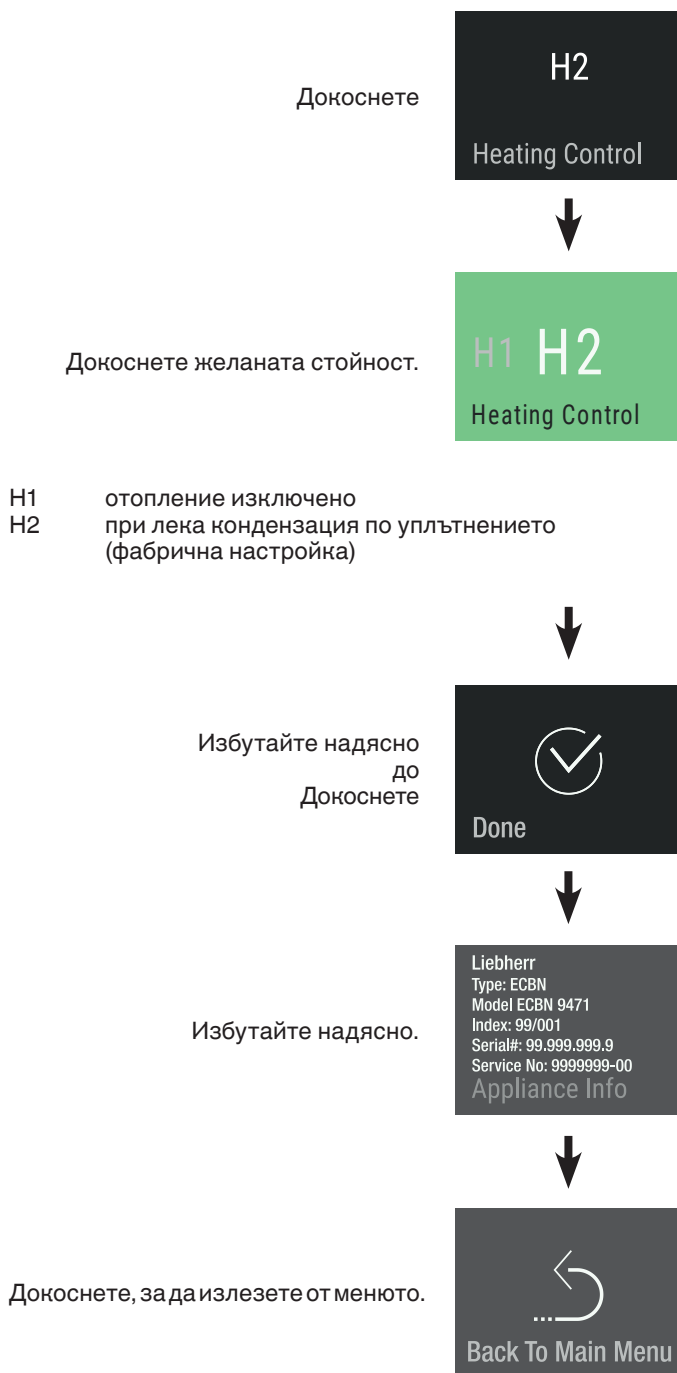 H2
Докоснете
Heating Control
H1 H2
Докоснете желаната стойност.
Heating Control
H1 отопление изключено
H2 при лека кондензация по уплътнението
(фабрична настройка)
Избутайте надясно
до
Докоснете
Done
Liebherr
Type: ECBN
Model ECBN 9471
Index: 99/001
Избутайте надясно.
Serial#: 99.999.999.9
Service No: 9999999-00
Appliance Info
Докоснете, за да излезете от менюто.
Back To Main Menu